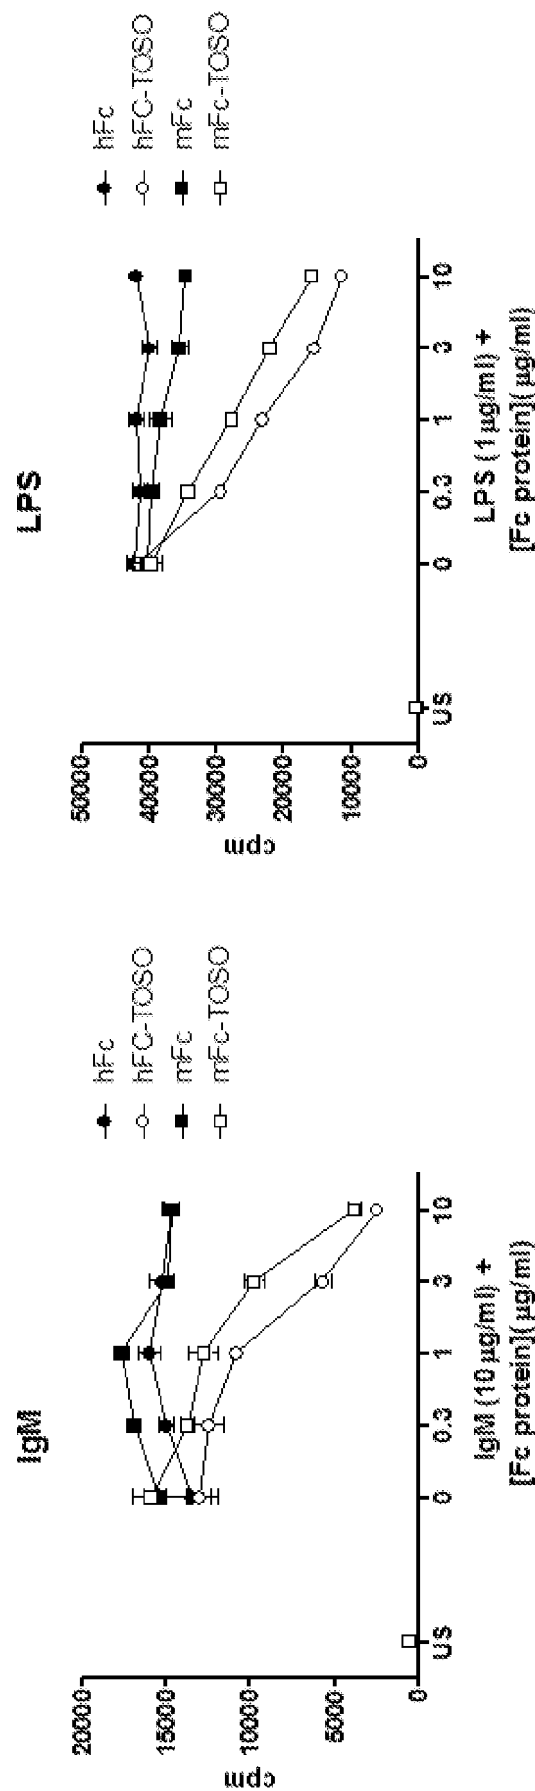 IgM
20000
15000
10000
5000
0
cpm
US
0
0.3
1
3
10
IgM (10 µg/ml) +
[Fc protein](µg/ml)
hFc
hFC-TOSO
mFc
mFc-TOSO
LPS
50000
40000
30000
20000
10000
0
cpm
US
0
0.3
1
3
10
LPS (1µg/ml) +
[Fc protein](µg/ml)
hFc
hFC-TOSO
mFc
mFc-TOSO